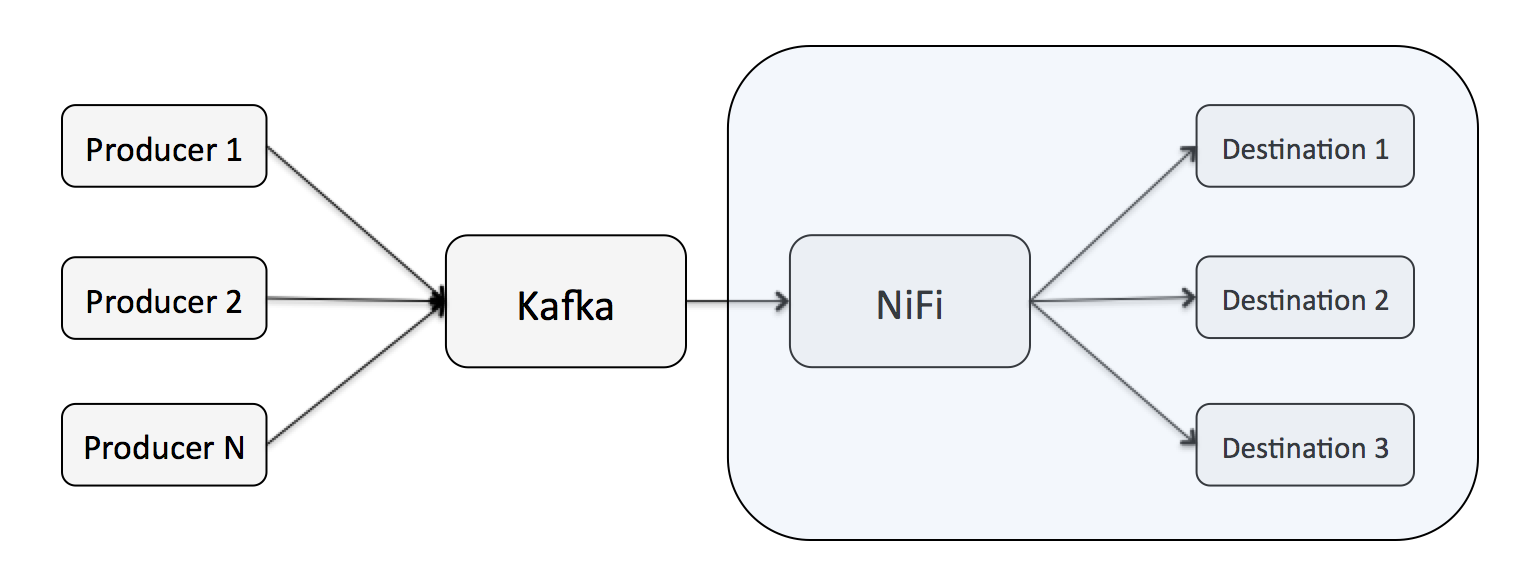 Producer 1
Producer 2
Producer N
Kafka
NiFi
Destination 1
Destination 2
Destination 3